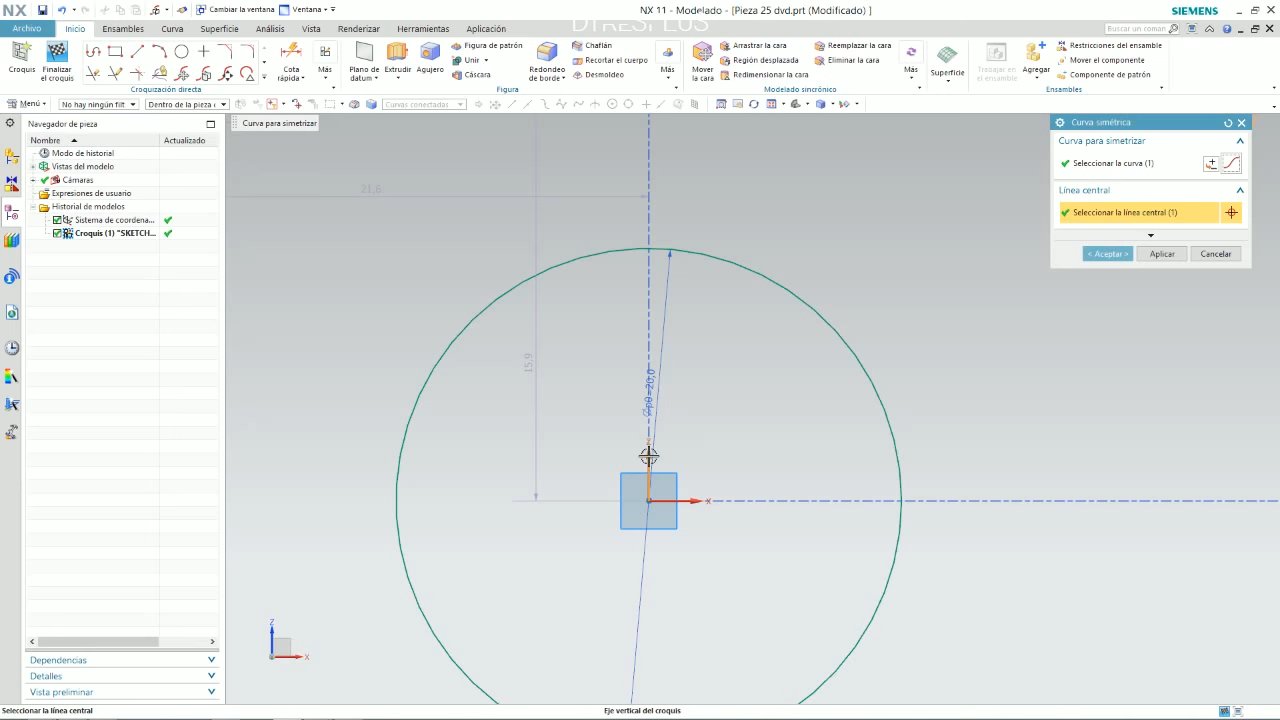 NX
Cambiar la ventana
Ventana
NX 11 - Modelado - [Pieza 25 dvd.prt (Modificado) ]
SIEMENS
DTRESPLUS
Archivo
Inicio
Ensambles
Curva
Superficie
Análisis
Vista
Renderizar
Herramientas
Aplicación
Buscar un coman
Croquis
Finalizar el croquis
Croquización directa
Cota rápida
Más
Plano de datum
Extrudir
Agujero
Figura de patrón
Unir
Cáscara
Redondeo de borde
Chaflán
Recortar el cuerpo
Desmoldeo
Más
Figura
Mover la cara
Arrastrar la cara
Región desplazada
Redimensionar la cara
Reemplazar la cara
Eliminar la cara
Más
Modelado sincrónico
Superficie
Trabajar en el ensamble
Agregar
Restricciones del ensamble
Mover el componente
Componente de patrón
Ensambles
Menú
No hay ningún filt
Dentro de la pieza
Curvas conectadas
Navegador de pieza
Nombre
Actualizado
Modo de historial
Vistas del modelo
Cámaras
Expresiones de usuario
Historial de modelos
Sistema de coordena...
Croquis (1) "SKETCH...
Dependencias
Detalles
Vista preliminar
Curva para simetrizar
21,6
15,9
Øp0=20,0
X
Z
X
Curva simétrica
Curva para simetrizar
Seleccionar la curva (1)
Línea central
Seleccionar la línea central (1)
< Aceptar >
Aplicar
Cancelar
Seleccionar la línea central
Eje vertical del croquis